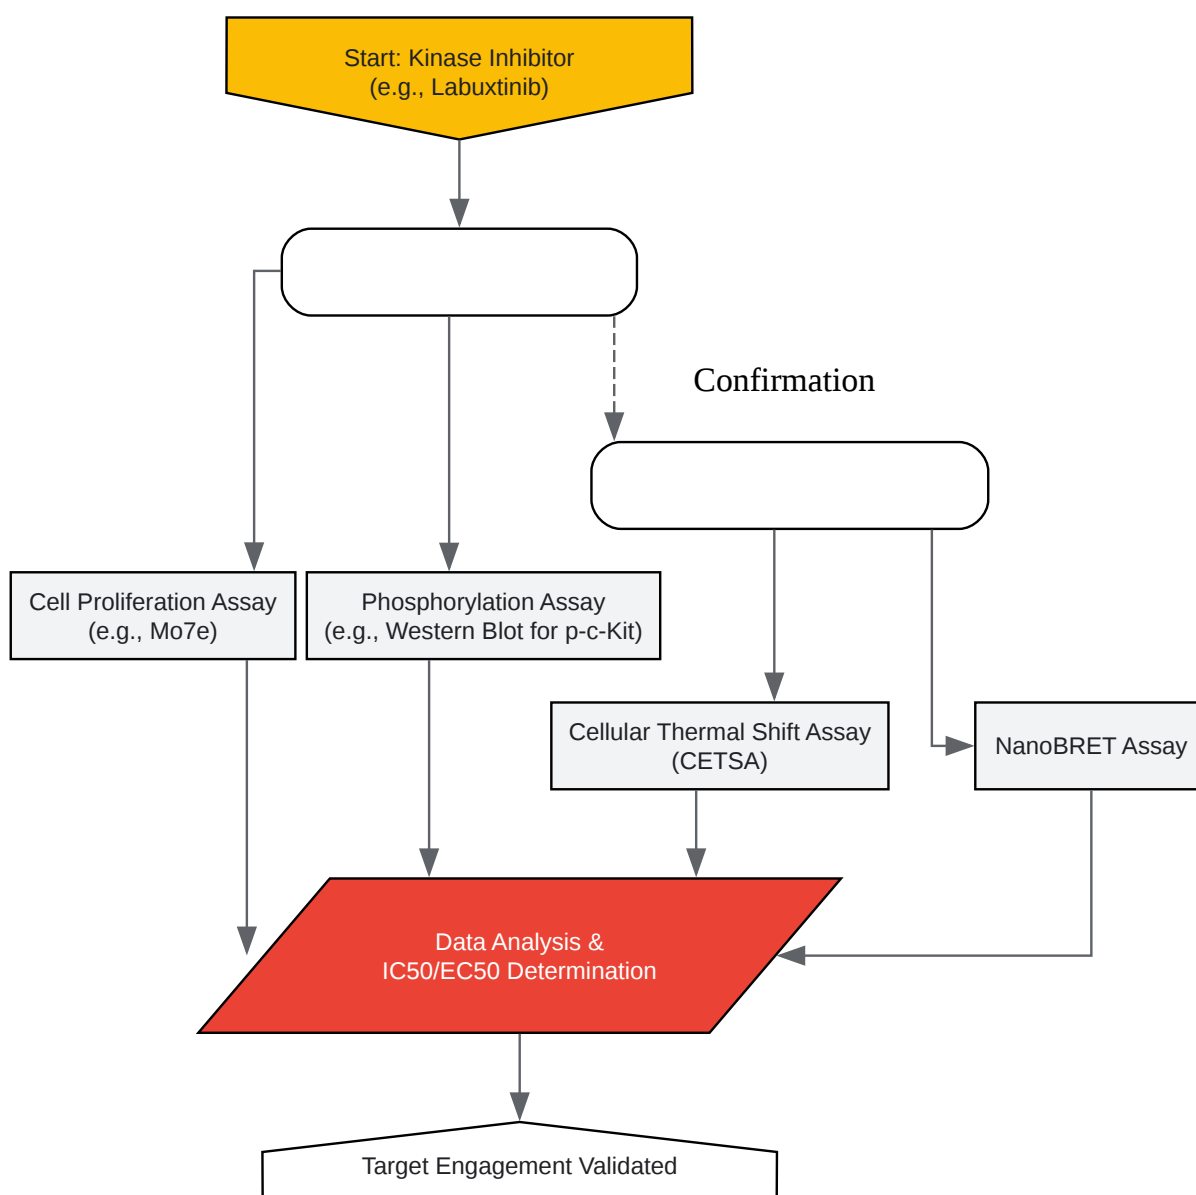 Start: Kinase Inhibitor
(e.g., Labuxtinib)
Confirmation
Cell Proliferation Assay
(e.g., Mo7e)
Phosphorylation Assay
(e.g., Western Blot for p-c-Kit)
Cellular Thermal Shift Assay
(CETSA)
NanoBRET Assay
Data Analysis &
IC50/EC50 Determination
Target Engagement Validated